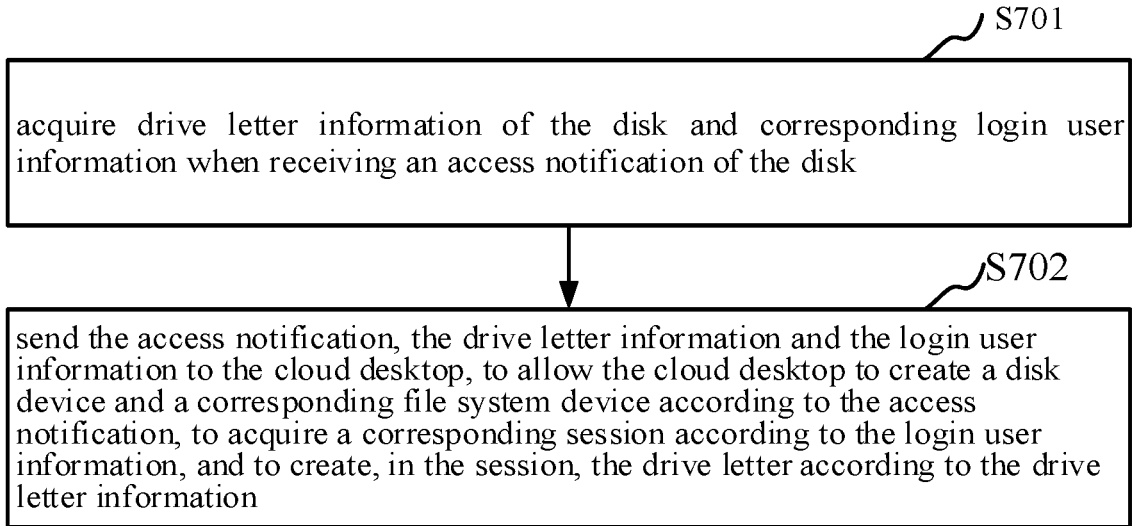 S701
acquire drive letter information of the disk and corresponding login user
information when receiving an access notification of the disk
S702
send the access notification, the drive letter information and the login user
information to the cloud desktop, to allow the cloud desktop to create a disk
device and a corresponding file system device according to the access
notification, to acquire a corresponding session according to the login user
information, and to create, in the session, the drive letter according to the drive
letter information